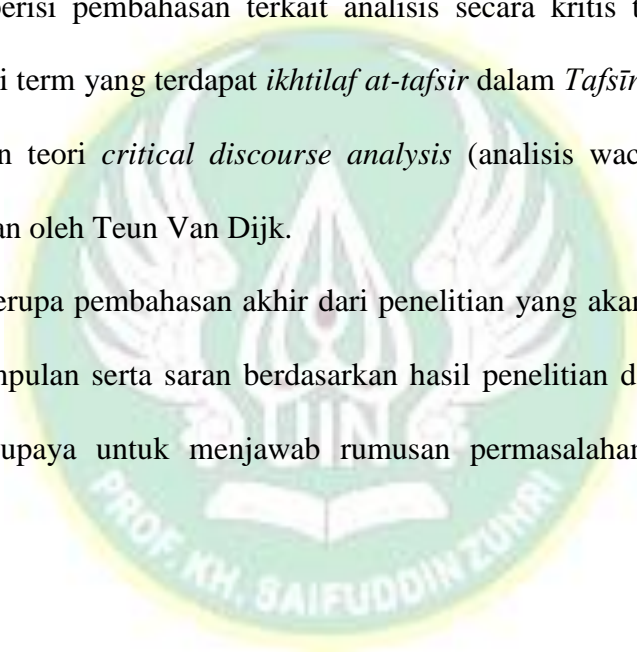 berisi pembahasan terkait analisis secara kritis t
i term yang terdapat ikhtilaf at-tafsir dalam Tafsīr
n teori critical discourse analysis (analisis wac
an oleh Teun Van Dijk.
erupa pembahasan akhir dari penelitian yang akan
mpulan serta saran berdasarkan hasil penelitian d
upaya untuk menjawab rumusan permasalahan
UIN
PROF. KH. SAIFUDDIN ZUHRI